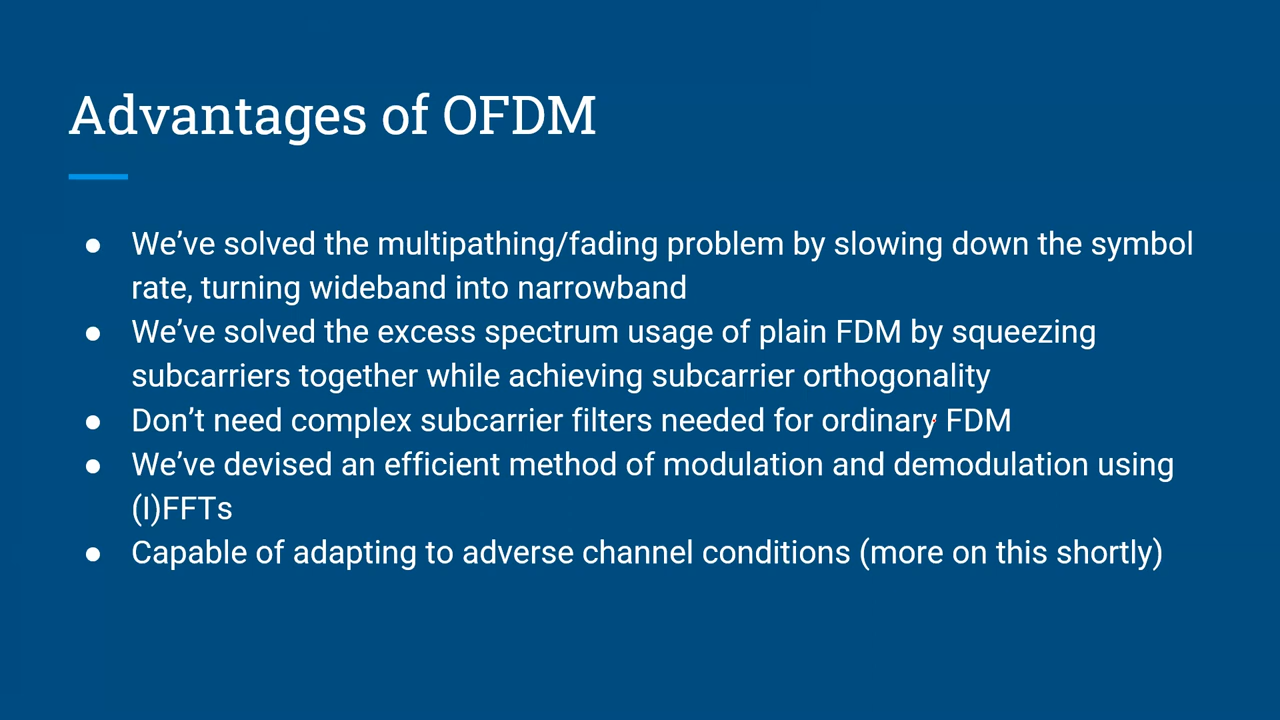 Advantages of OFDM
● We’ve solved the multipathing/fading problem by slowing down the symbol
rate, turning wideband into narrowband
● We’ve solved the excess spectrum usage of plain FDM by squeezing
subcarriers together while achieving subcarrier orthogonality
● Don’t need complex subcarrier filters needed for ordinary FDM
● We’ve devised an efficient method of modulation and demodulation using
(I)FFTs
● Capable of adapting to adverse channel conditions (more on this shortly)